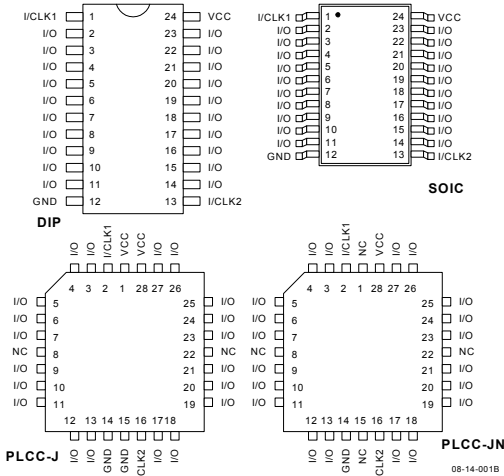 I/CLK1 1 24 VCC
I/O 2 23 I/O
I/O 3 22 I/O
I/O 4 21 I/O
I/O 5 20 I/O
I/O 6 19 I/O
I/O 7 18 I/O
I/O 8 17 I/O
I/O 9 16 I/O
I/O 10 15 I/O
I/O 11 14 I/O
GND 12 13 I/CLK2
DIP
I/CLK1 1 24 VCC
I/O 2 23 I/O
I/O 3 22 I/O
I/O 4 21 I/O
I/O 5 20 I/O
I/O 6 19 I/O
I/O 7 18 I/O
I/O 8 17 I/O
I/O 9 16 I/O
I/O 10 15 I/O
I/O 11 14 I/O
GND 12 13 I/CLK2
SOIC
I/O I/O I/CLK1 VCC VCC I/O I/O
4 3 2 1 28 27 26
I/O 5 25 I/O
I/O 6 24 I/O
I/O 7 23 I/O
NC 8 22 NC
I/O 9 21 I/O
I/O 10 20 I/O
I/O 11 19 I/O
12 13 14 15 16 17 18
I/O I/O GND GND CLK2 I/O I/O
PLCC-J
I/O I/O I/CLK1 NC VCC I/O I/O
4 3 2 1 28 27 26
I/O 5 25 I/O
I/O 6 24 I/O
I/O 7 23 I/O
NC 8 22 NC
I/O 9 21 I/O
I/O 10 20 I/O
I/O 11 19 I/O
12 13 14 15 16 17 18
I/O I/O GND NC CLK2 I/O I/O
PLCC-JN
08-14-001B